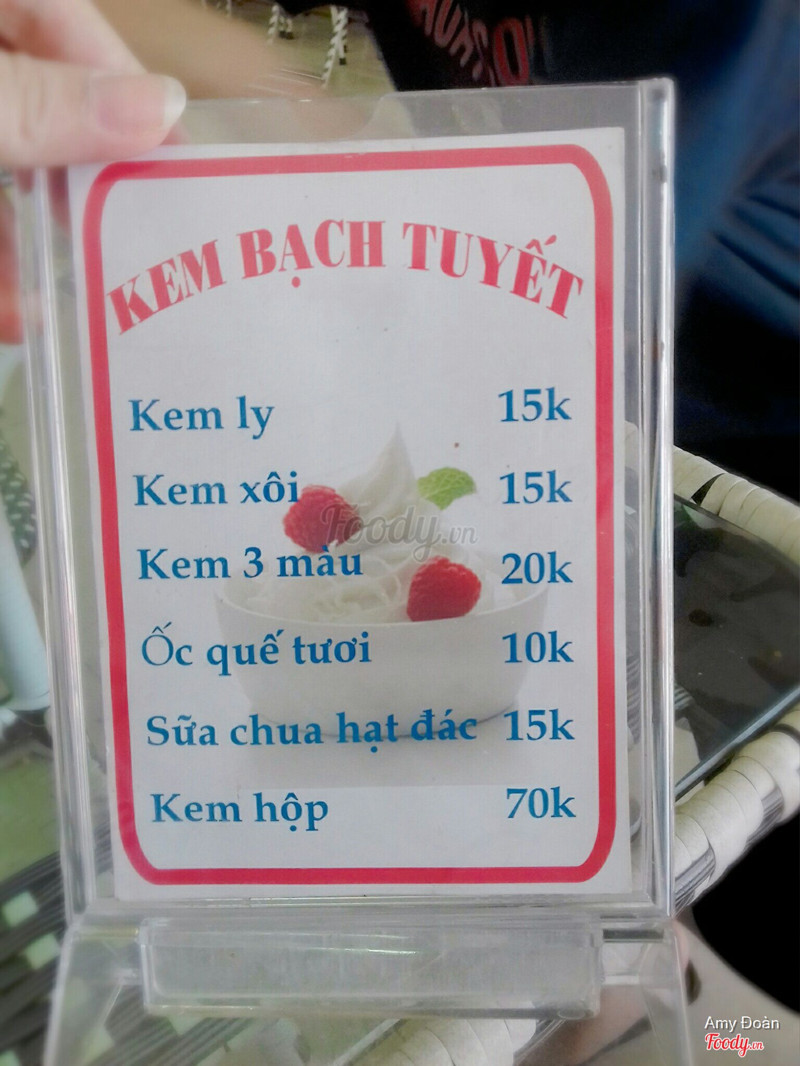 KEM BẠCH TUYẾT
Kem ly 15k
Kem xôi 15k
Foody.vn
Kem 3 màu 20k
Ốc quế tươi 10k
Sữa chua hạt đác 15k
Kem hộp 70k
Amy Đoàn
Foody.vn